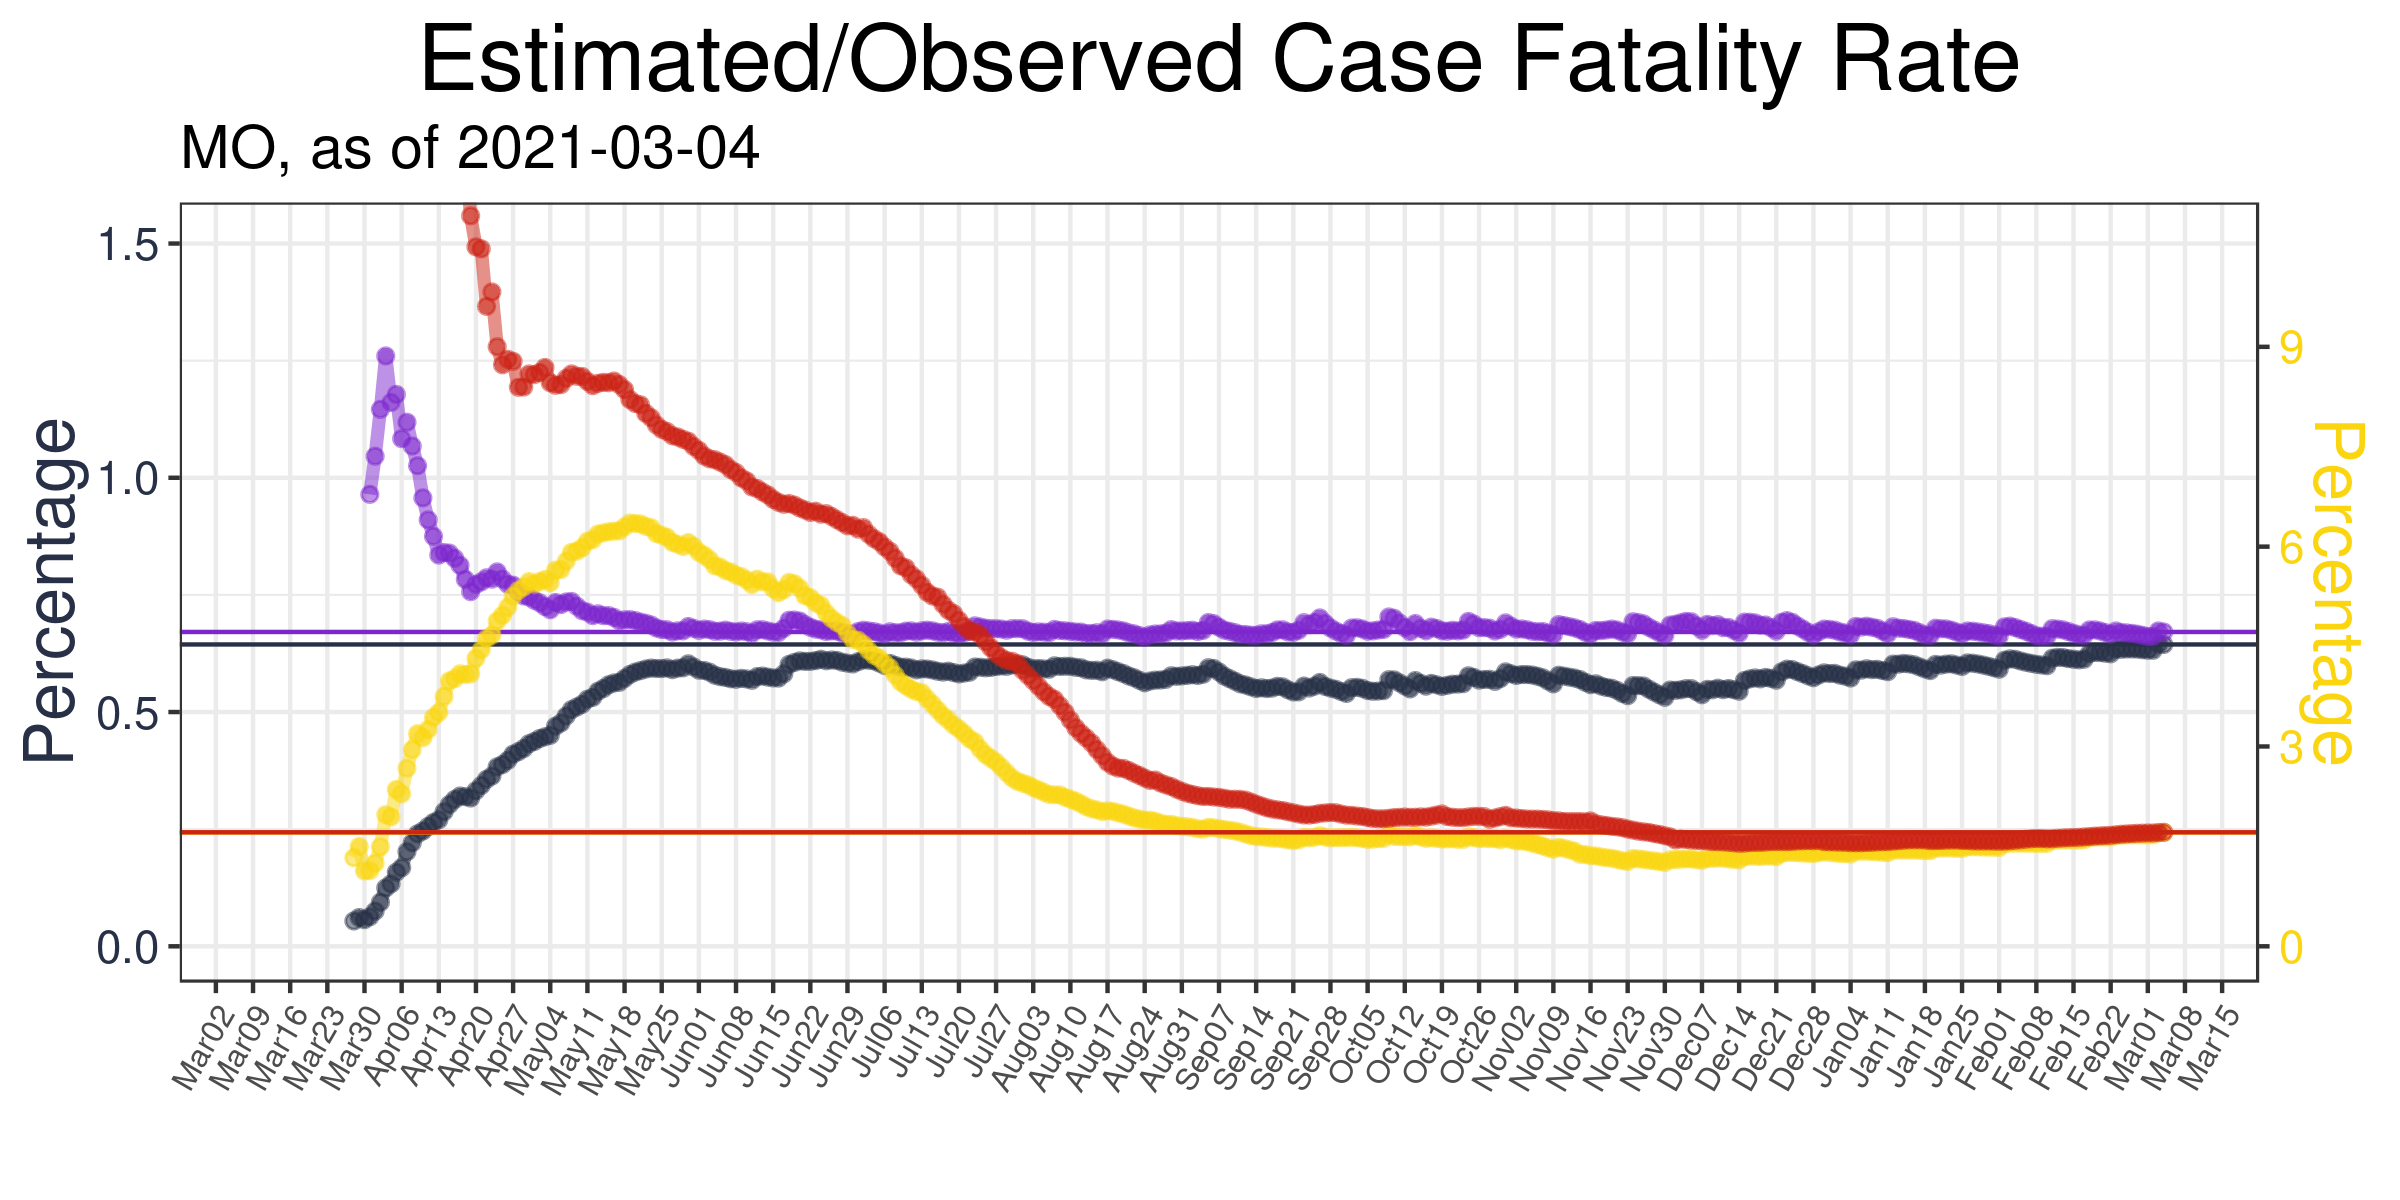 Estimated/Observed Case Fatality Rate
MO, as of 2021-03-04
Percentage
1.5
1.0
0.5
0.0
9
6
3
0
Percentage
Mar02
Mar09
Mar16
Mar23
Mar30
Apr06
Apr13
Apr20
Apr27
May04
May11
May18
May25
Jun01
Jun08
Jun15
Jun22
Jun29
Jul06
Jul13
Jul20
Jul27
Aug03
Aug10
Aug17
Aug24
Aug31
Sep07
Sep14
Sep21
Sep28
Oct05
Oct12
Oct19
Oct26
Nov02
Nov09
Nov16
Nov23
Nov30
Dec07
Dec14
Dec21
Dec28
Jan04
Jan11
Jan18
Jan25
Feb01
Feb08
Feb15
Feb22
Mar01
Mar08
Mar15